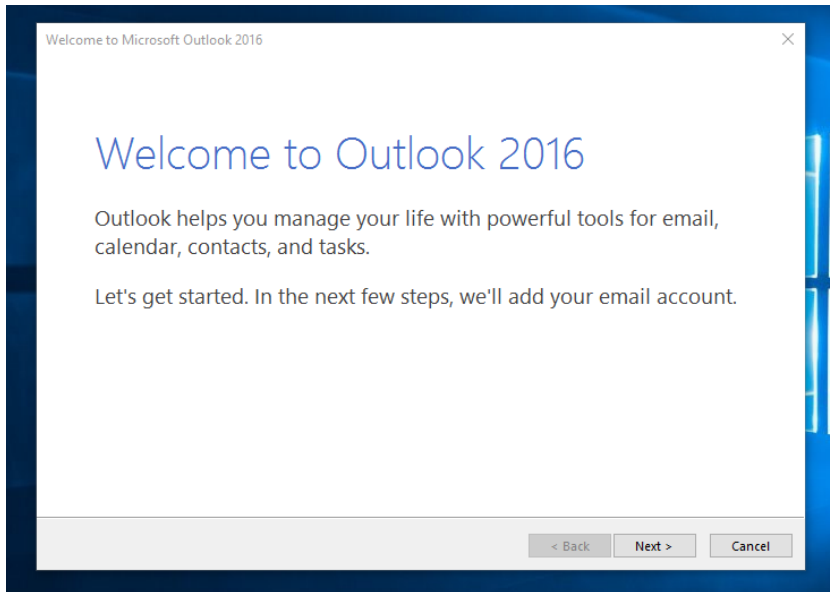 Welcome to Microsoft Outlook 2016
Welcome to Outlook 2016
Outlook helps you manage your life with powerful tools for email,
calendar, contacts, and tasks.
Let's get started. In the next few steps, we'll add your email account.
< Back Next > Cancel